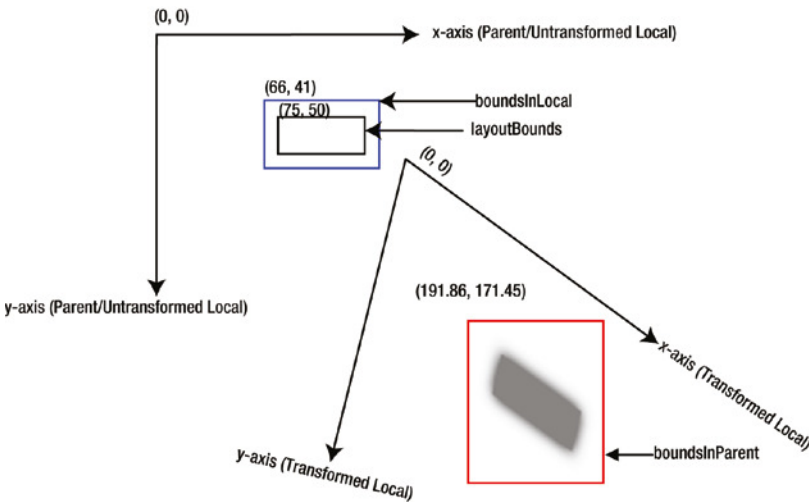 (0, 0)
x-axis (Parent/Untransformed Local)
(66, 41)
boundsInLocal
(75, 50)
layoutBounds
(0, 0)
(191.86, 171.45)
y-axis (Parent/Untransformed Local)
x-axis (Transformed Local)
boundsInParent
y-axis (Transformed Local)